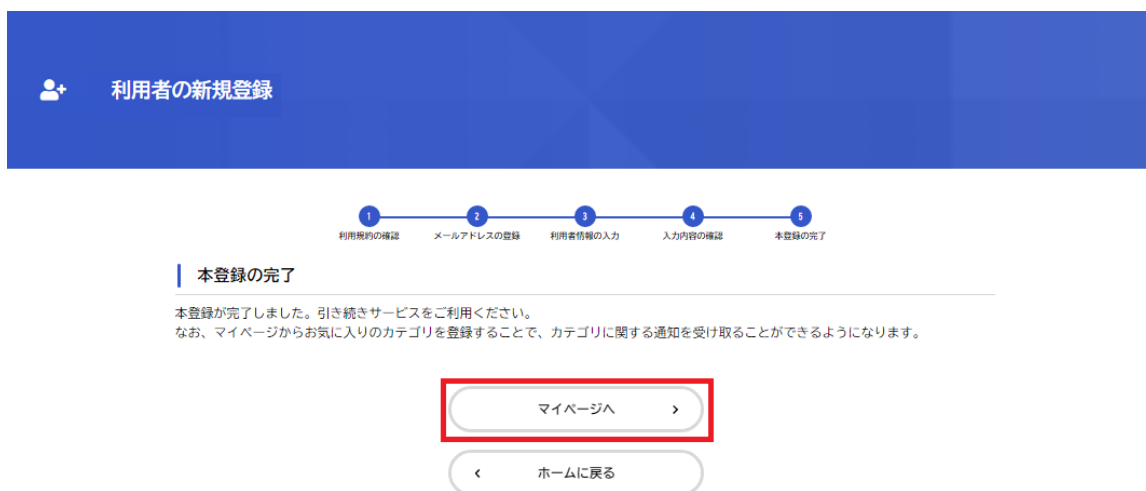 利用者の新規登録
1 2 3 4 5
利用規約の確認 メールアドレスの登録 利用者情報の入力 入力内容の確認 本登録の完了
本登録の完了
本登録が完了しました。引き続きサービスをご利用ください。
なお、マイページからお気に入りのカテゴリを登録することで、カテゴリに関する通知を受け取ることができるようになります。
マイページへ
ホームに戻る